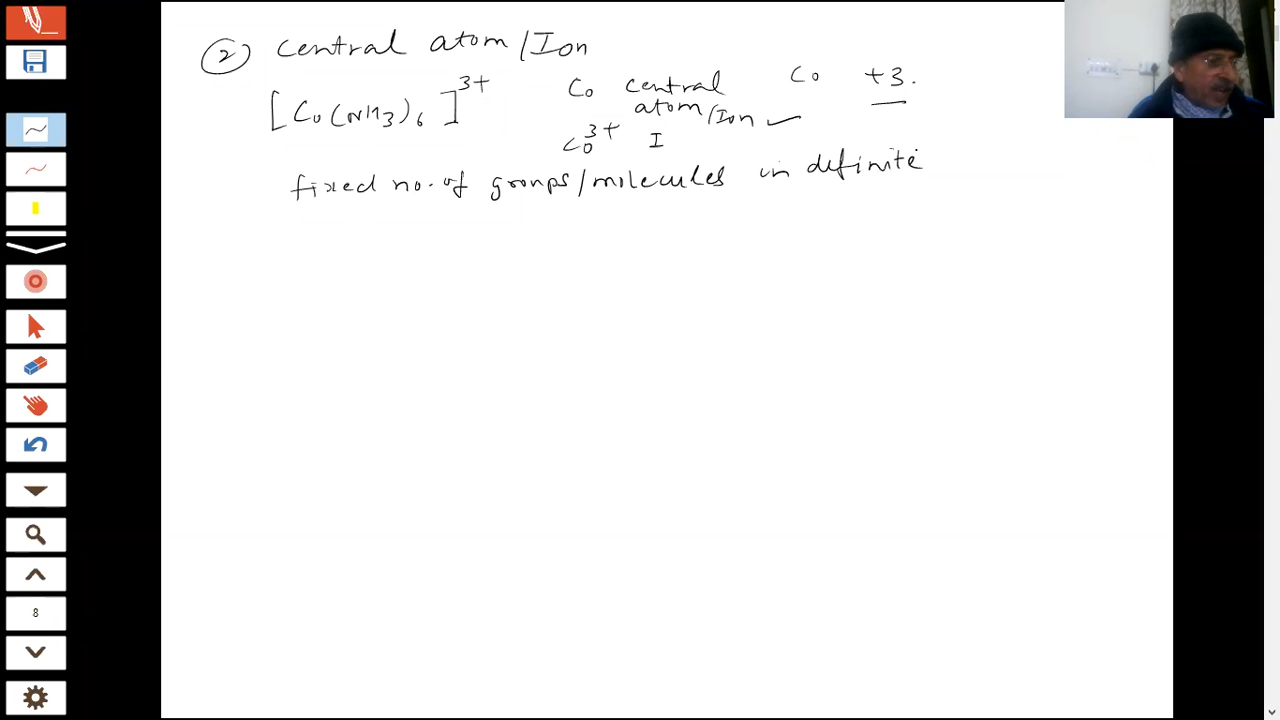 ② Central atom/Ion
[Co(NH3)6]3+ Co central atom/Ion ✓ Co +3.
Co3+ I
fixed no. of groups/molecules in definite
8